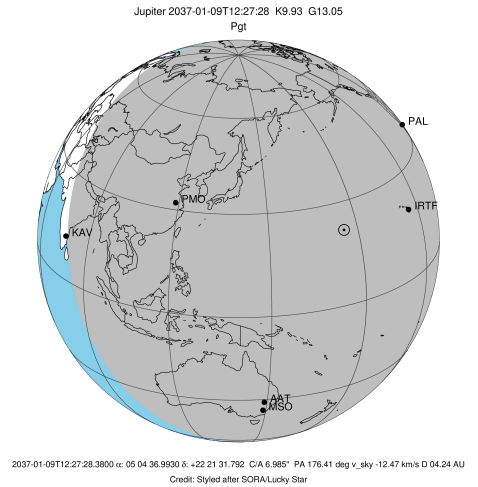 Jupiter 2037-01-09T12:27:28 K9.93 G13.05
Pgt
PAL
PMO
IRTF
KAV
AAT
MSO
2037-01-09T12:27:28.3800 α: 05 04 36.9930 δ: +22 21 31.792 C/A 6.985" PA 176.41 deg v_sky -12.47 km/s D 04.24 AU
Credit: Styled after SORA/Lucky Star